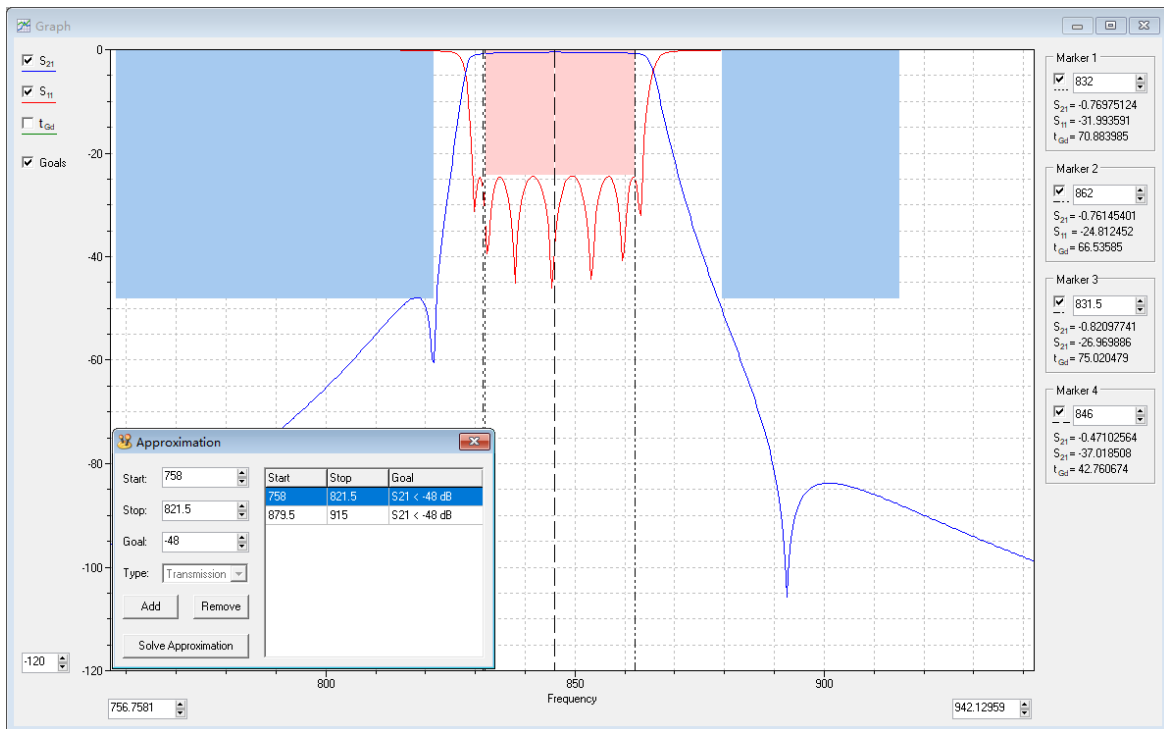 Graph
S21
S11
tGd
Goals
0
-20
-40
-60
-80
-100
-120
-120
800
850
900
Frequency
756.7581
942.12959
Marker 1
832
S21 = -0.76975124
S11 = -31.993591
tGd = 70.883985
Marker 2
862
S21 = -0.76145401
S11 = -24.812452
tGd = 66.53585
Marker 3
831.5
S21 = -0.82097741
S21 = -26.969886
tGd = 75.020479
Marker 4
846
S21 = -0.47102564
S21 = -37.018508
tGd = 42.760674
Approximation
Start: 758
Stop: 821.5
Goal: -48
Type: Transmission
Add Remove
Solve Approximation
Start Stop Goal
758 821.5 S21 < -48 dB
879.5 915 S21 < -48 dB